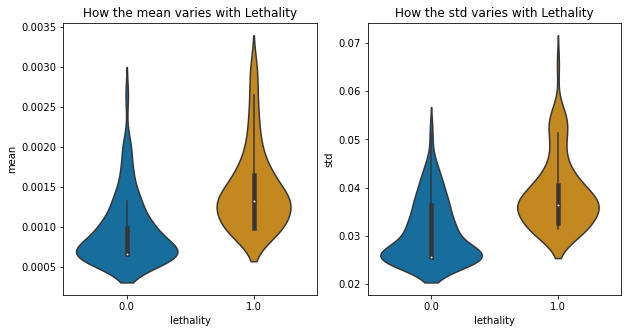 How the mean varies with Lethality
mean
0.0035
0.0030
0.0025
0.0020
0.0015
0.0010
0.0005
0.0
1.0
lethality
How the std varies with Lethality
std
0.07
0.06
0.05
0.04
0.03
0.02
0.0
1.0
lethality